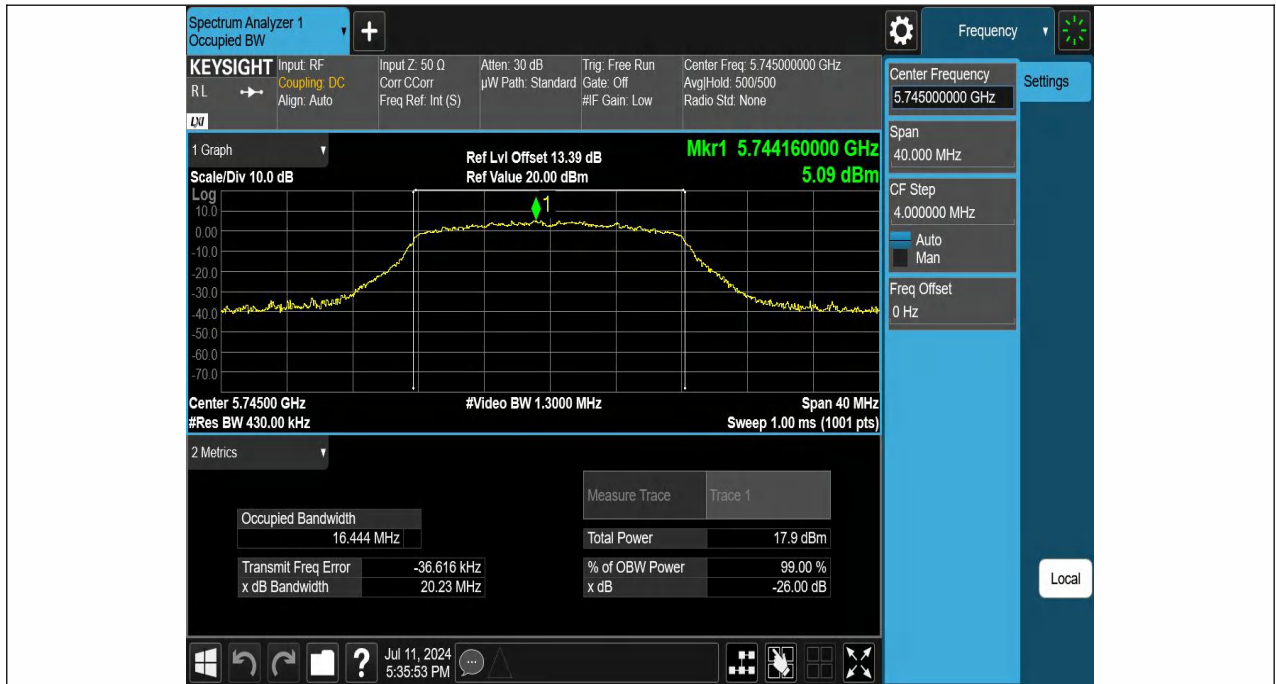 Spectrum Analyzer 1
Occupied BW
+
Frequency
KEYSIGHT
RL
LXI
Input: RF
Coupling: DC
Align: Auto
Input Z: 50 Ω
Corr CCorr
Freq Ref: Int (S)
Atten: 30 dB
µW Path: Standard
Trig: Free Run
Gate: Off
#IF Gain: Low
Center Freq: 5.745000000 GHz
Avg|Hold: 500/500
Radio Std: None
Center Frequency
5.745000000 GHz
Settings
Span
40.000 MHz
CF Step
4.000000 MHz
Auto
Man
Freq Offset
0 Hz
1 Graph
Scale/Div 10.0 dB
Ref Lvl Offset 13.39 dB
Ref Value 20.00 dBm
Mkr1 5.744160000 GHz
5.09 dBm
Log
1
10.0
0.00
-10.0
-20.0
-30.0
-40.0
-50.0
-60.0
-70.0
Center 5.74500 GHz
#Res BW 430.00 kHz
#Video BW 1.3000 MHz
Span 40 MHz
Sweep 1.00 ms (1001 pts)
2 Metrics
Measure Trace Trace 1
Occupied Bandwidth
16.444 MHz
Total Power 17.9 dBm
Transmit Freq Error -36.616 kHz
% of OBW Power 99.00 %
x dB Bandwidth 20.23 MHz
x dB -26.00 dB
Local
?
Jul 11, 2024
5:35:53 PM